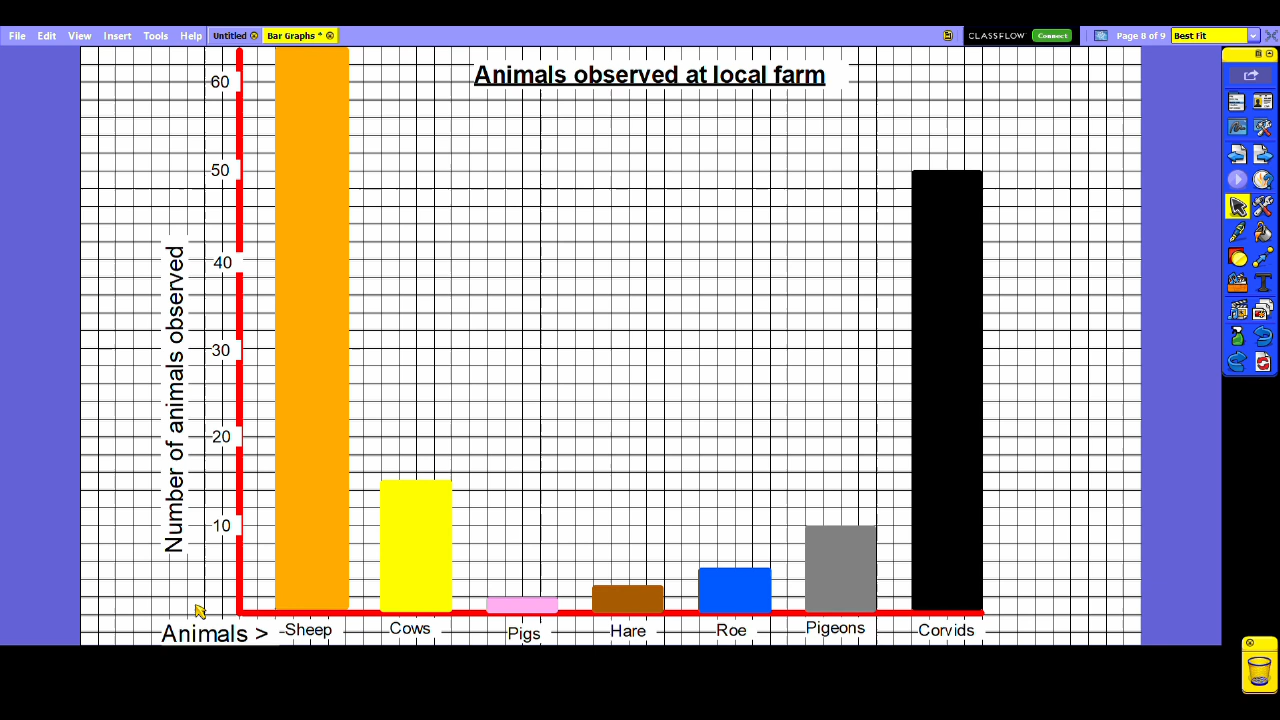 File Edit View Insert Tools Help
Untitled
Bar Graphs *
CLASSFLOW
Connect
Page 8 of 9
Best Fit
Animals observed at local farm
Number of animals observed
60
50
40
30
20
10
Animals >
Sheep
Cows
Pigs
Hare
Roe
Pigeons
Corvids